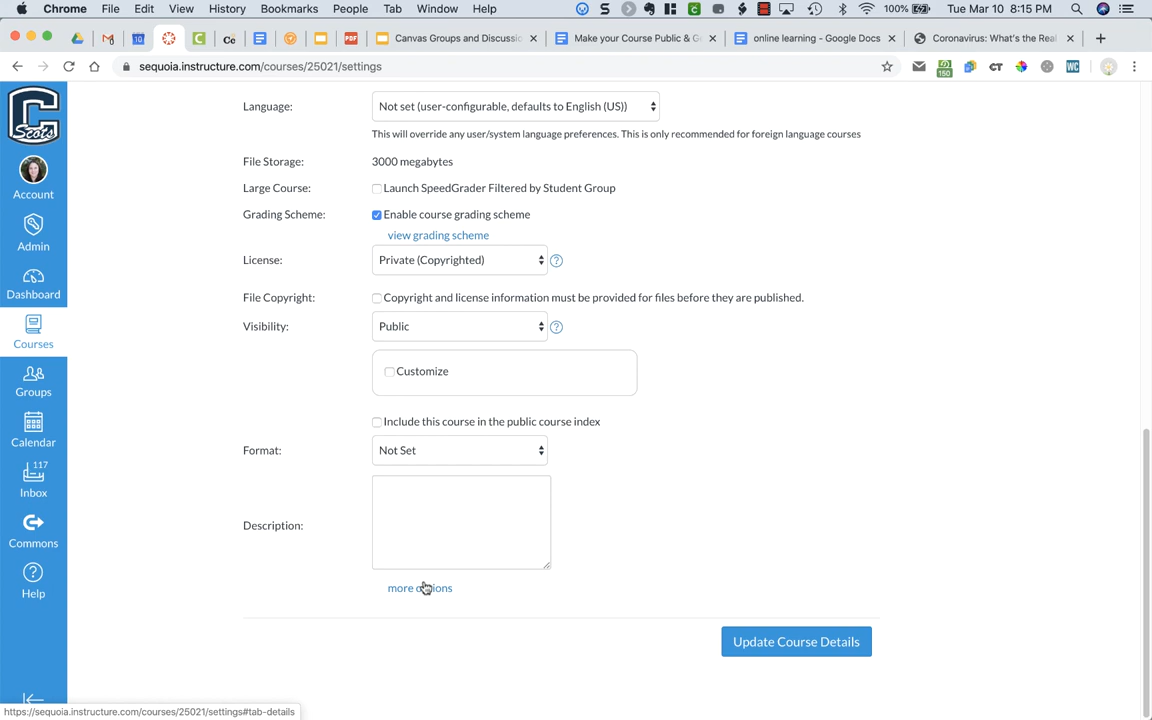 Chrome File Edit View History Bookmarks People Tab Window Help 100% Tue Mar 10 8:15 PM
Canvas Groups and Discussi Make your Course Public & G online learning - Google Docs Coronavirus: What's the Real
sequoia.instructure.com/courses/25021/settings
150
Scots
Account
Admin
Dashboard
Courses
Groups
Calendar
117
Inbox
Commons
Help
Language: Not set (user-configurable, defaults to English (US))
This will override any user/system language preferences. This is only recommended for foreign language courses
File Storage: 3000 megabytes
Large Course: Launch SpeedGrader Filtered by Student Group
Grading Scheme: Enable course grading scheme
view grading scheme
License: Private (Copyrighted) ?
File Copyright: Copyright and license information must be provided for files before they are published.
Visibility: Public ?
Customize
Include this course in the public course index
Format: Not Set
Description:
more options
Update Course Details
https://sequoia.instructure.com/courses/25021/settings#tab-details